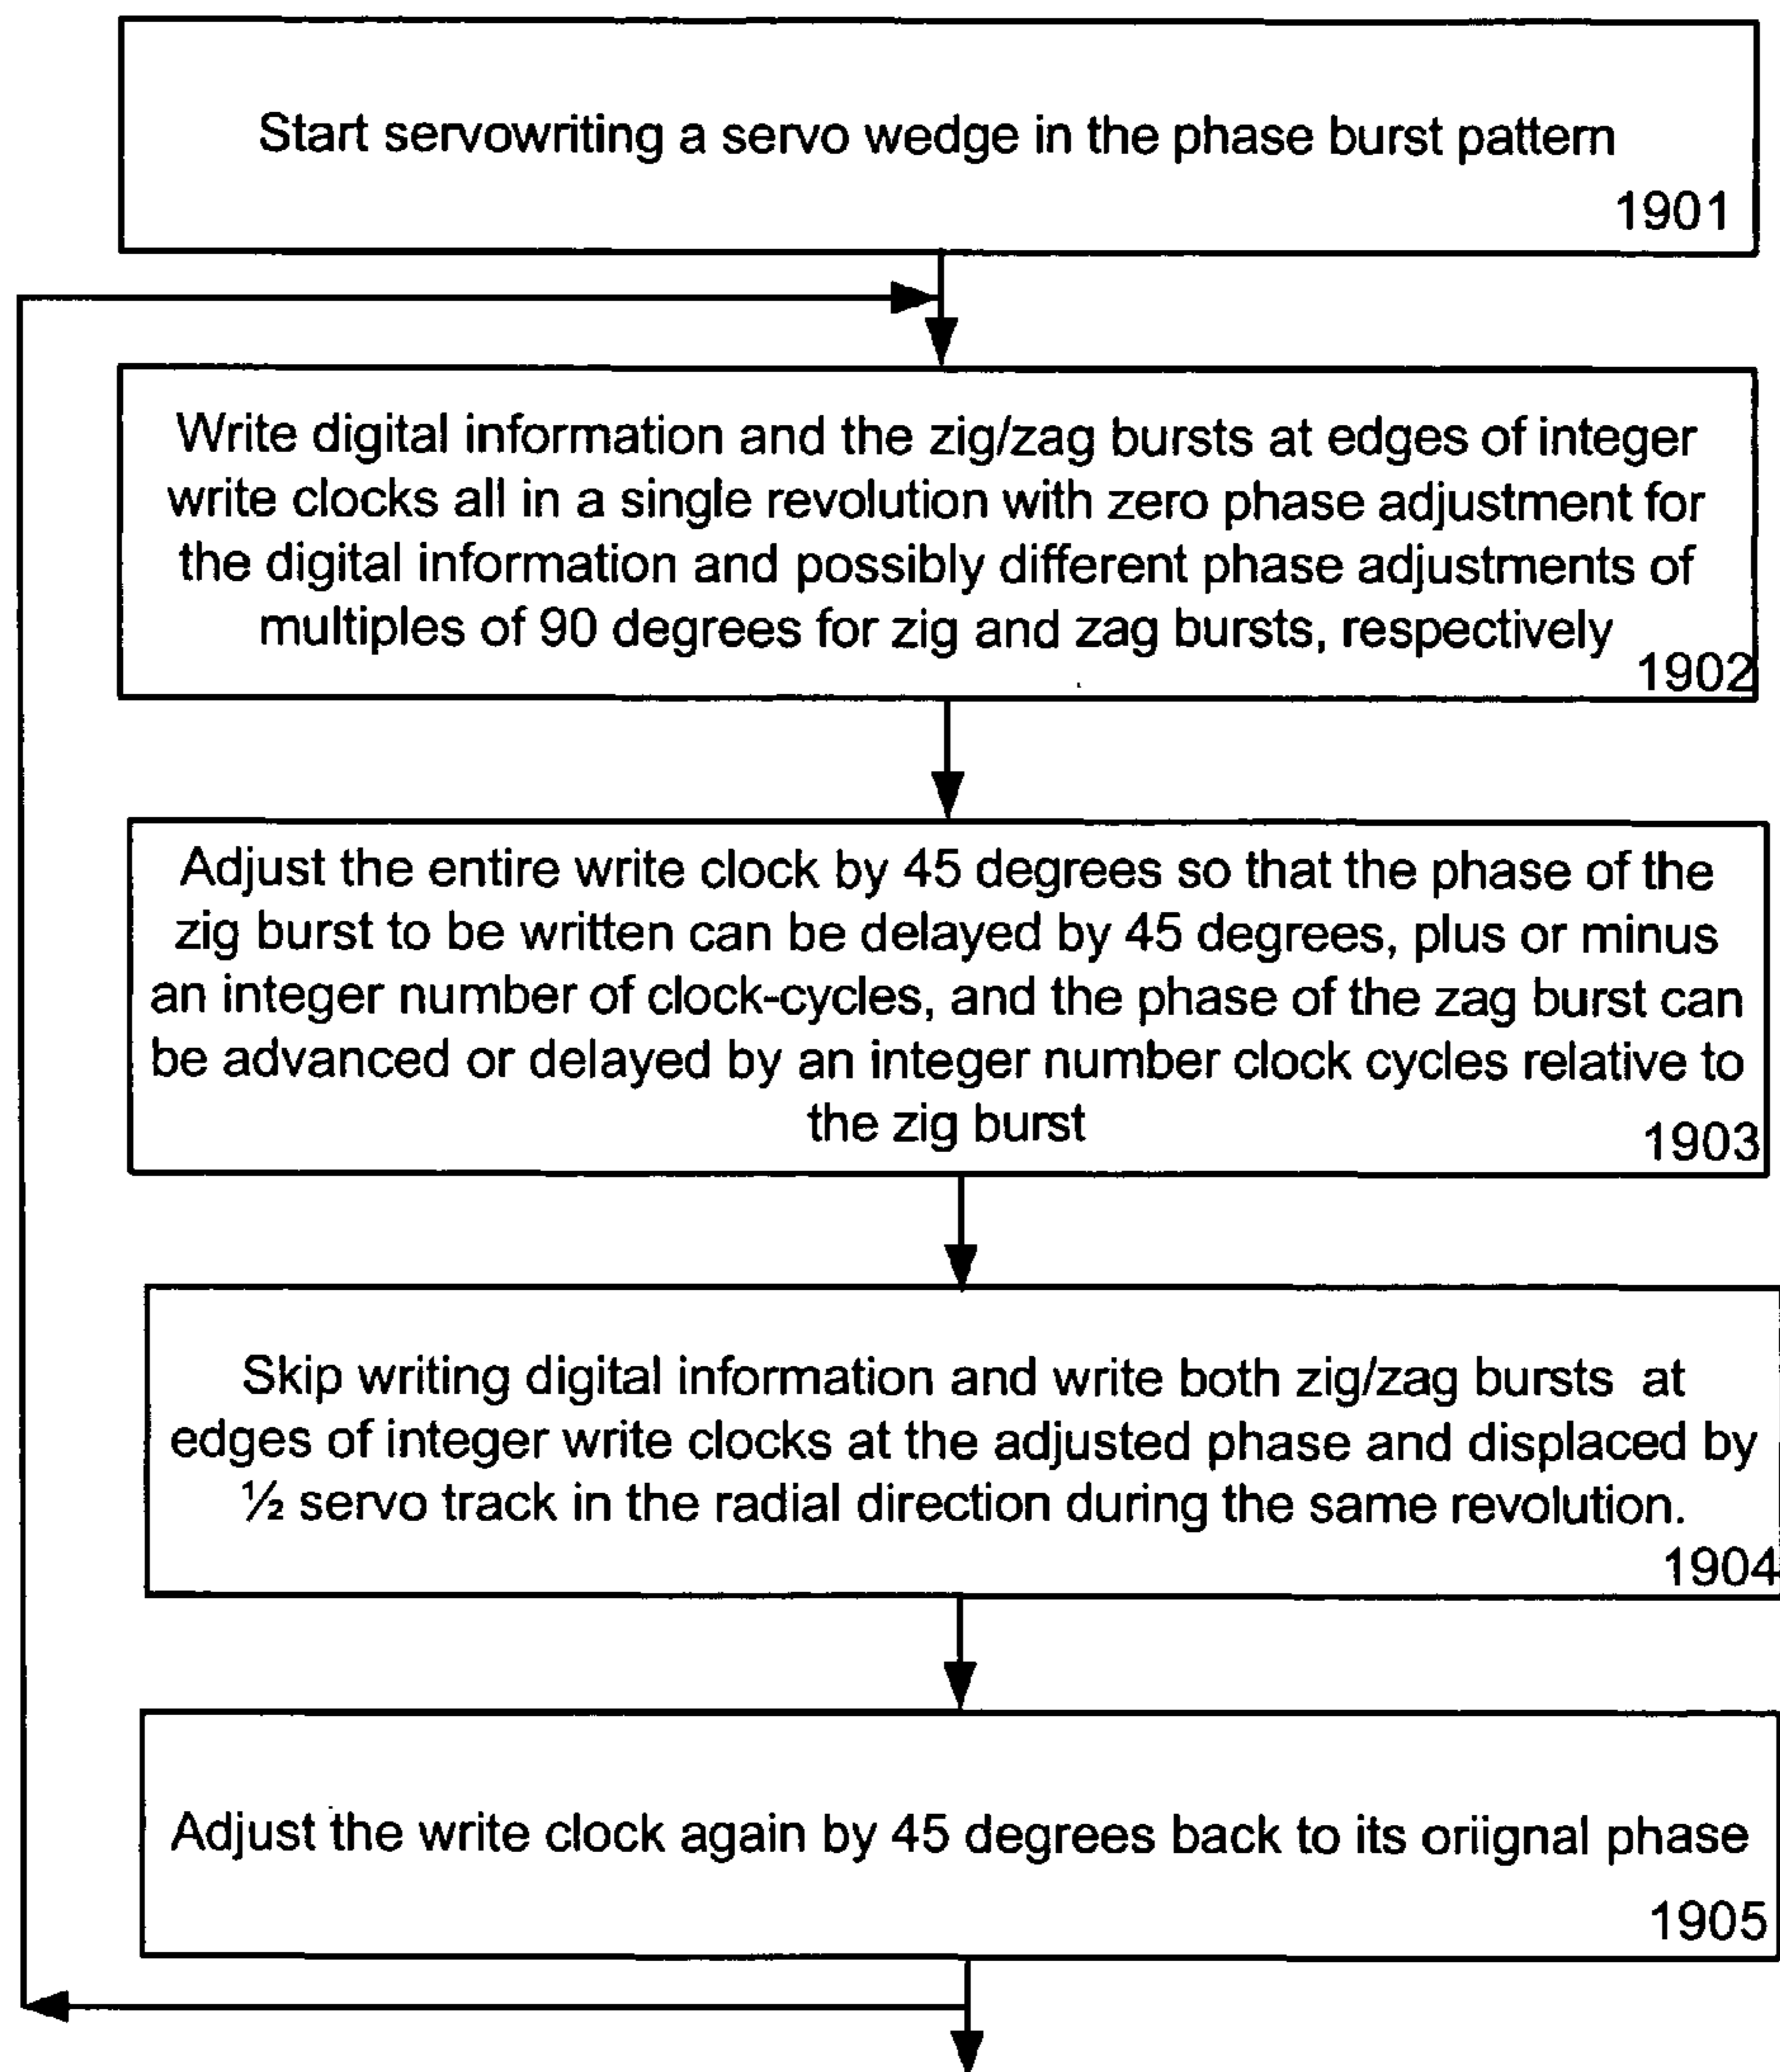 Start servowriting a servo wedge in the phase burst pattern
1901
Write digital information and the zig/zag bursts at edges of integer
write clocks all in a single revolution with zero phase adjustment for
the digital information and possibly different phase adjustments of
multiples of 90 degrees for zig and zag bursts, respectively
1902
Adjust the entire write clock by 45 degrees so that the phase of the
zig burst to be written can be delayed by 45 degrees, plus or minus
an integer number of clock-cycles, and the phase of the zag burst can
be advanced or delayed by an integer number clock cycles relative to
the zig burst
1903
Skip writing digital information and write both zig/zag bursts at
edges of integer write clocks at the adjusted phase and displaced by
½ servo track in the radial direction during the same revolution.
1904
Adjust the write clock again by 45 degrees back to its oriignal phase
1905